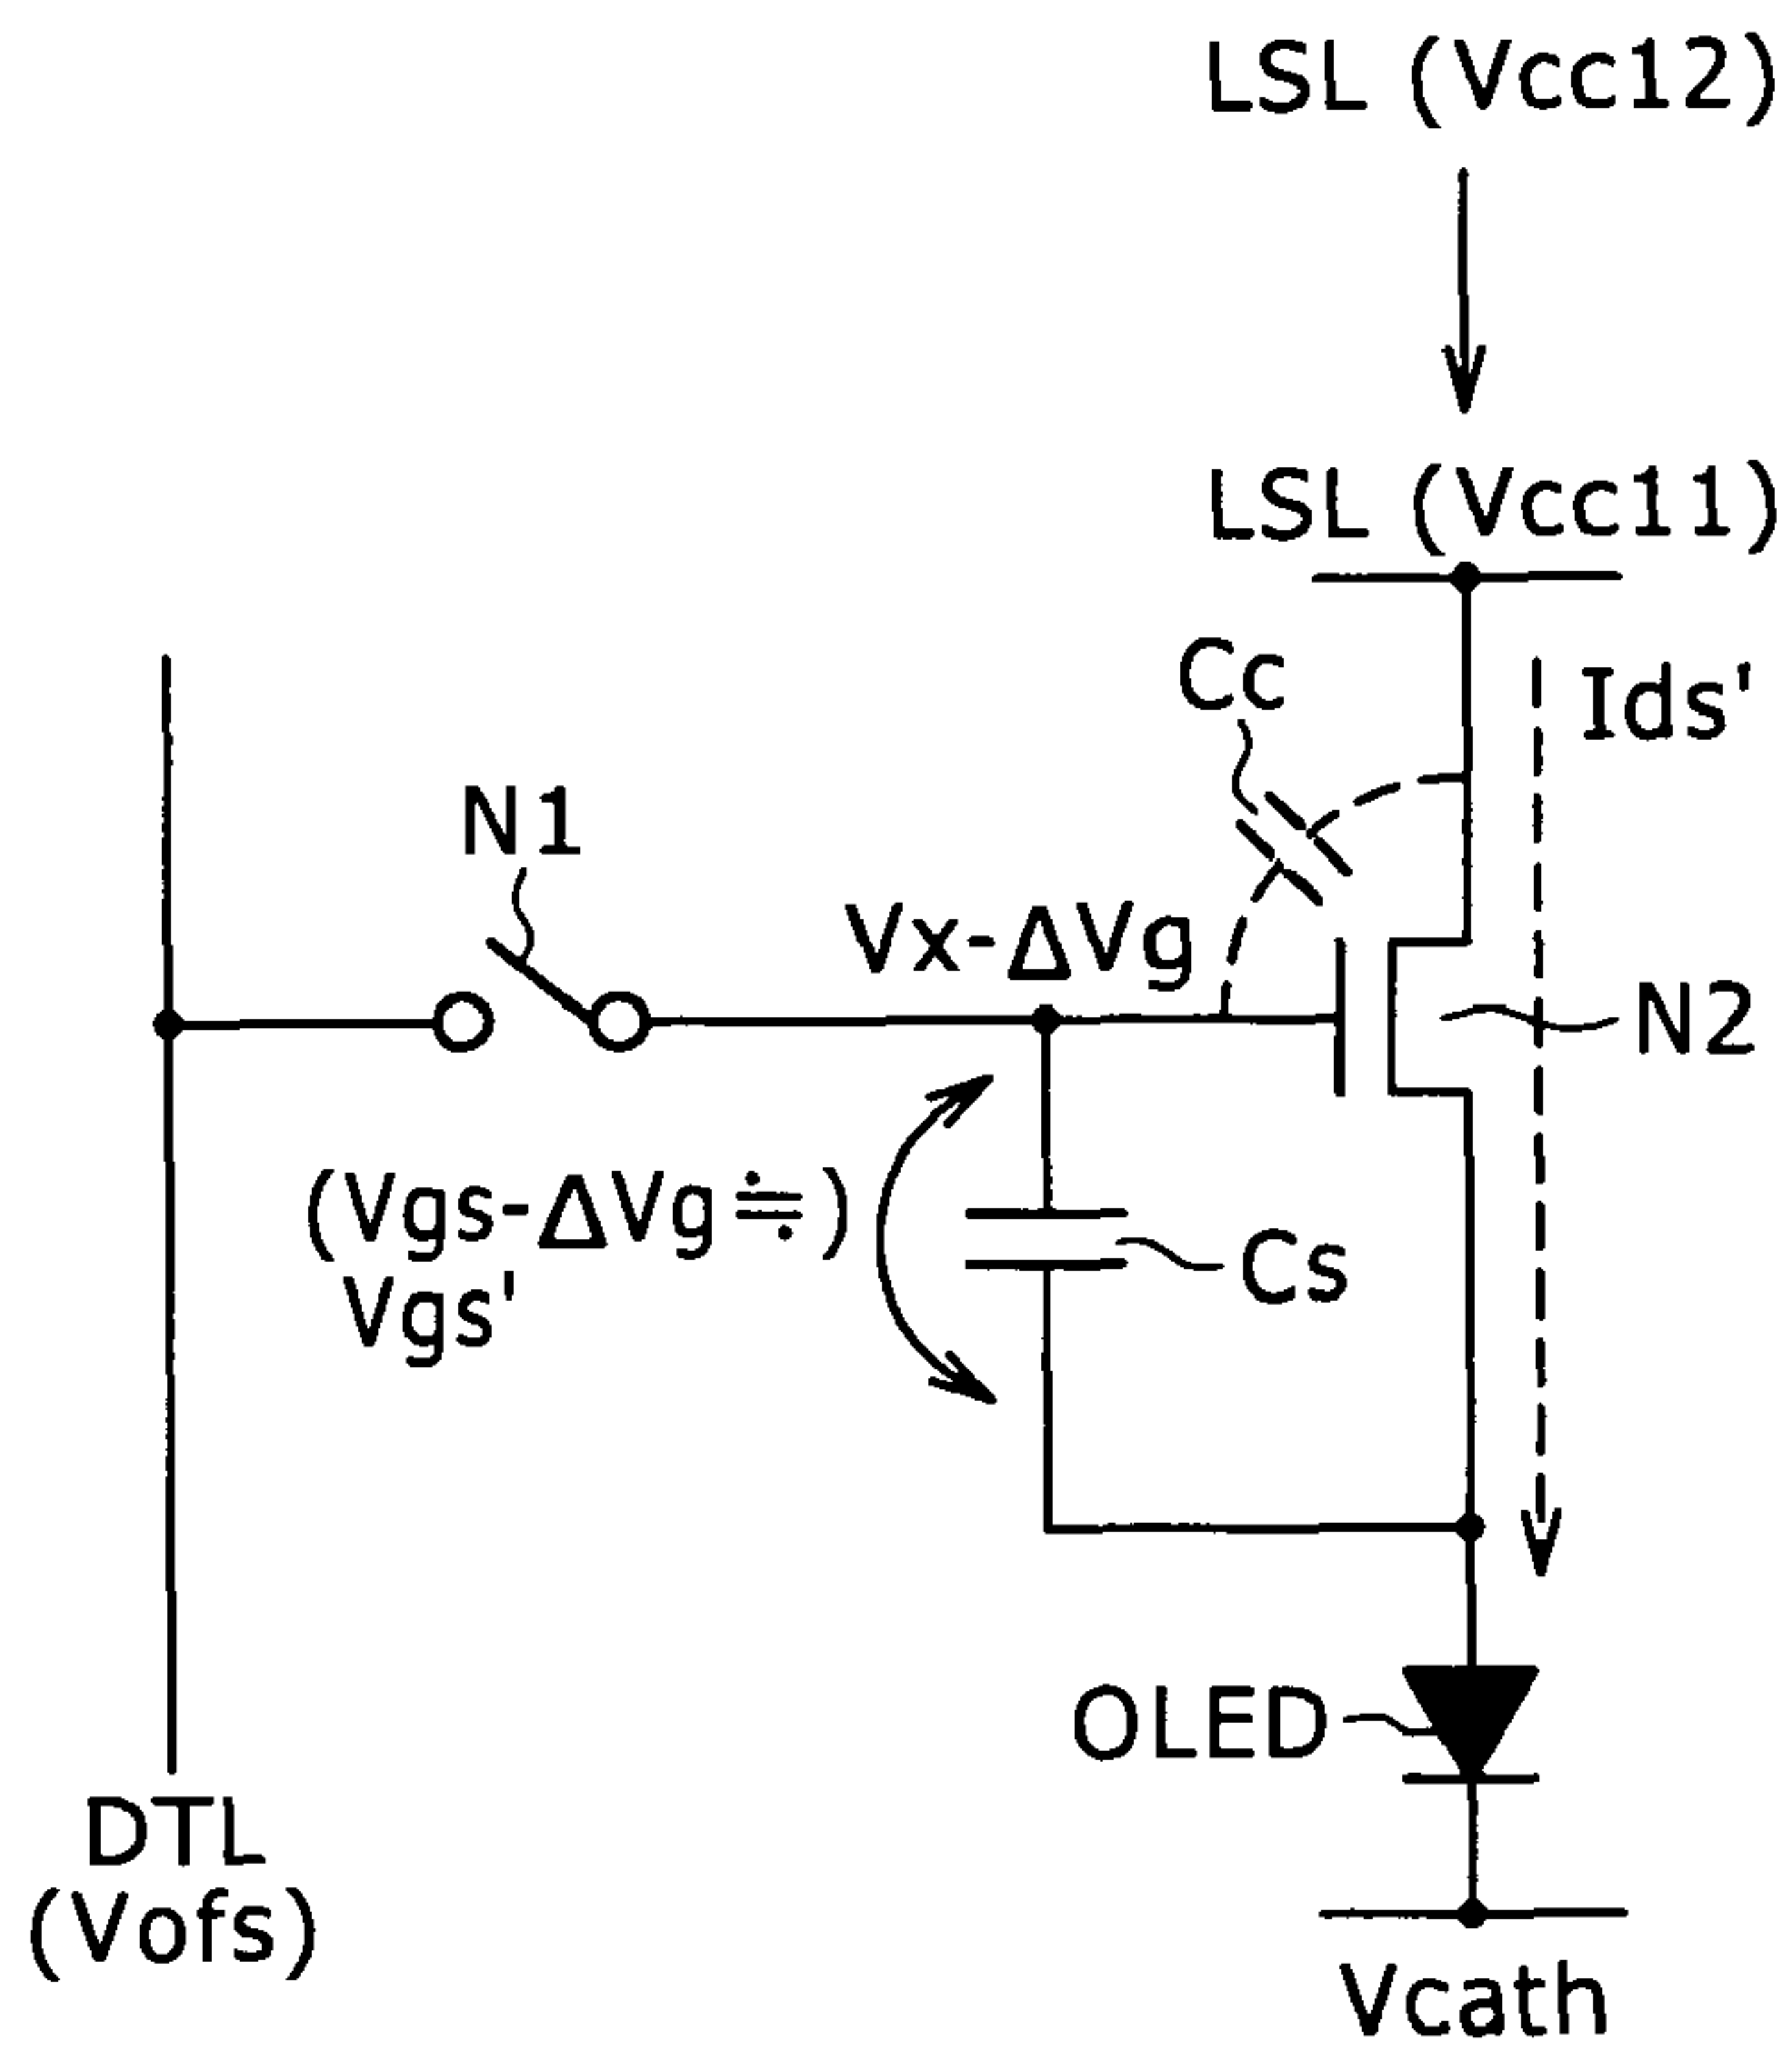 LSL (Vcc12)
LSL (Vcc11)
Cc
Ids'
N1
Vx-ΔVg
N2
(Vgs-ΔVg≒)
Vgs'
Cs
OLED
DTL
(Vofs)
Vcath